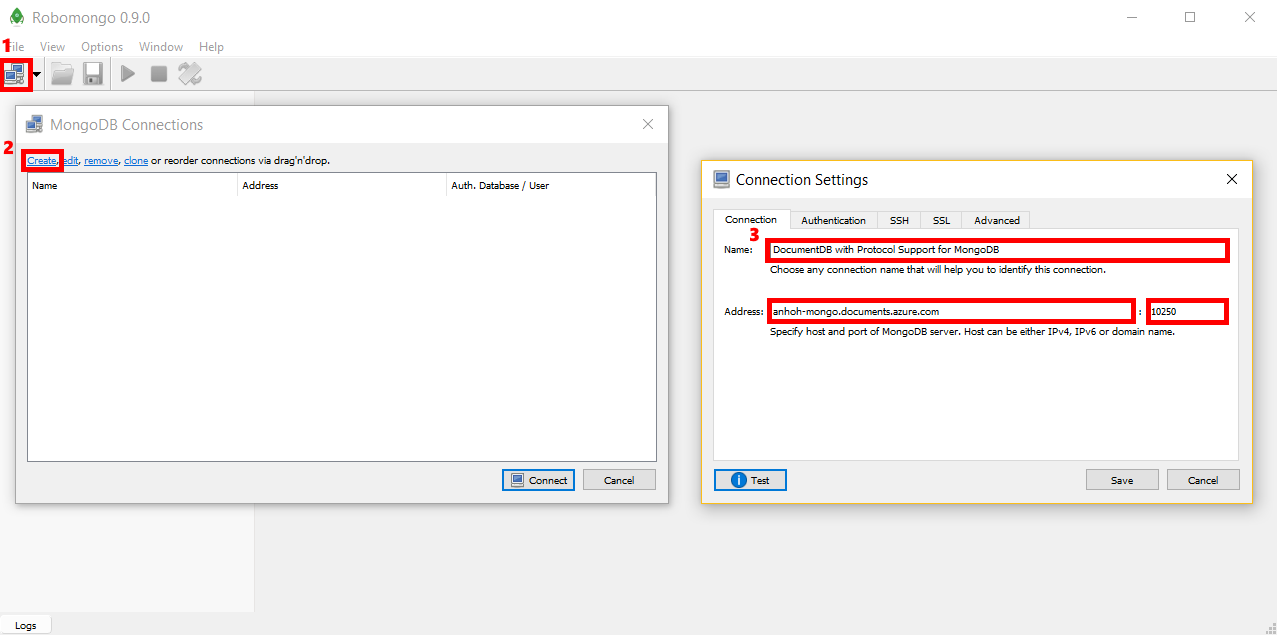 Robomongo 0.9.0
1
File View Options Window Help
MongoDB Connections
2
Create, edit, remove, clone or reorder connections via drag'n'drop.
Name Address Auth. Database / User
Connect Cancel
Connection Settings
Connection Authentication SSH SSL Advanced
3
Name: DocumentDB with Protocol Support for MongoDB
Choose any connection name that will help you to identify this connection.
Address: anhoh-mongo.documents.azure.com : 10250
Specify host and port of MongoDB server. Host can be either IPv4, IPv6 or domain name.
Test Save Cancel
Logs